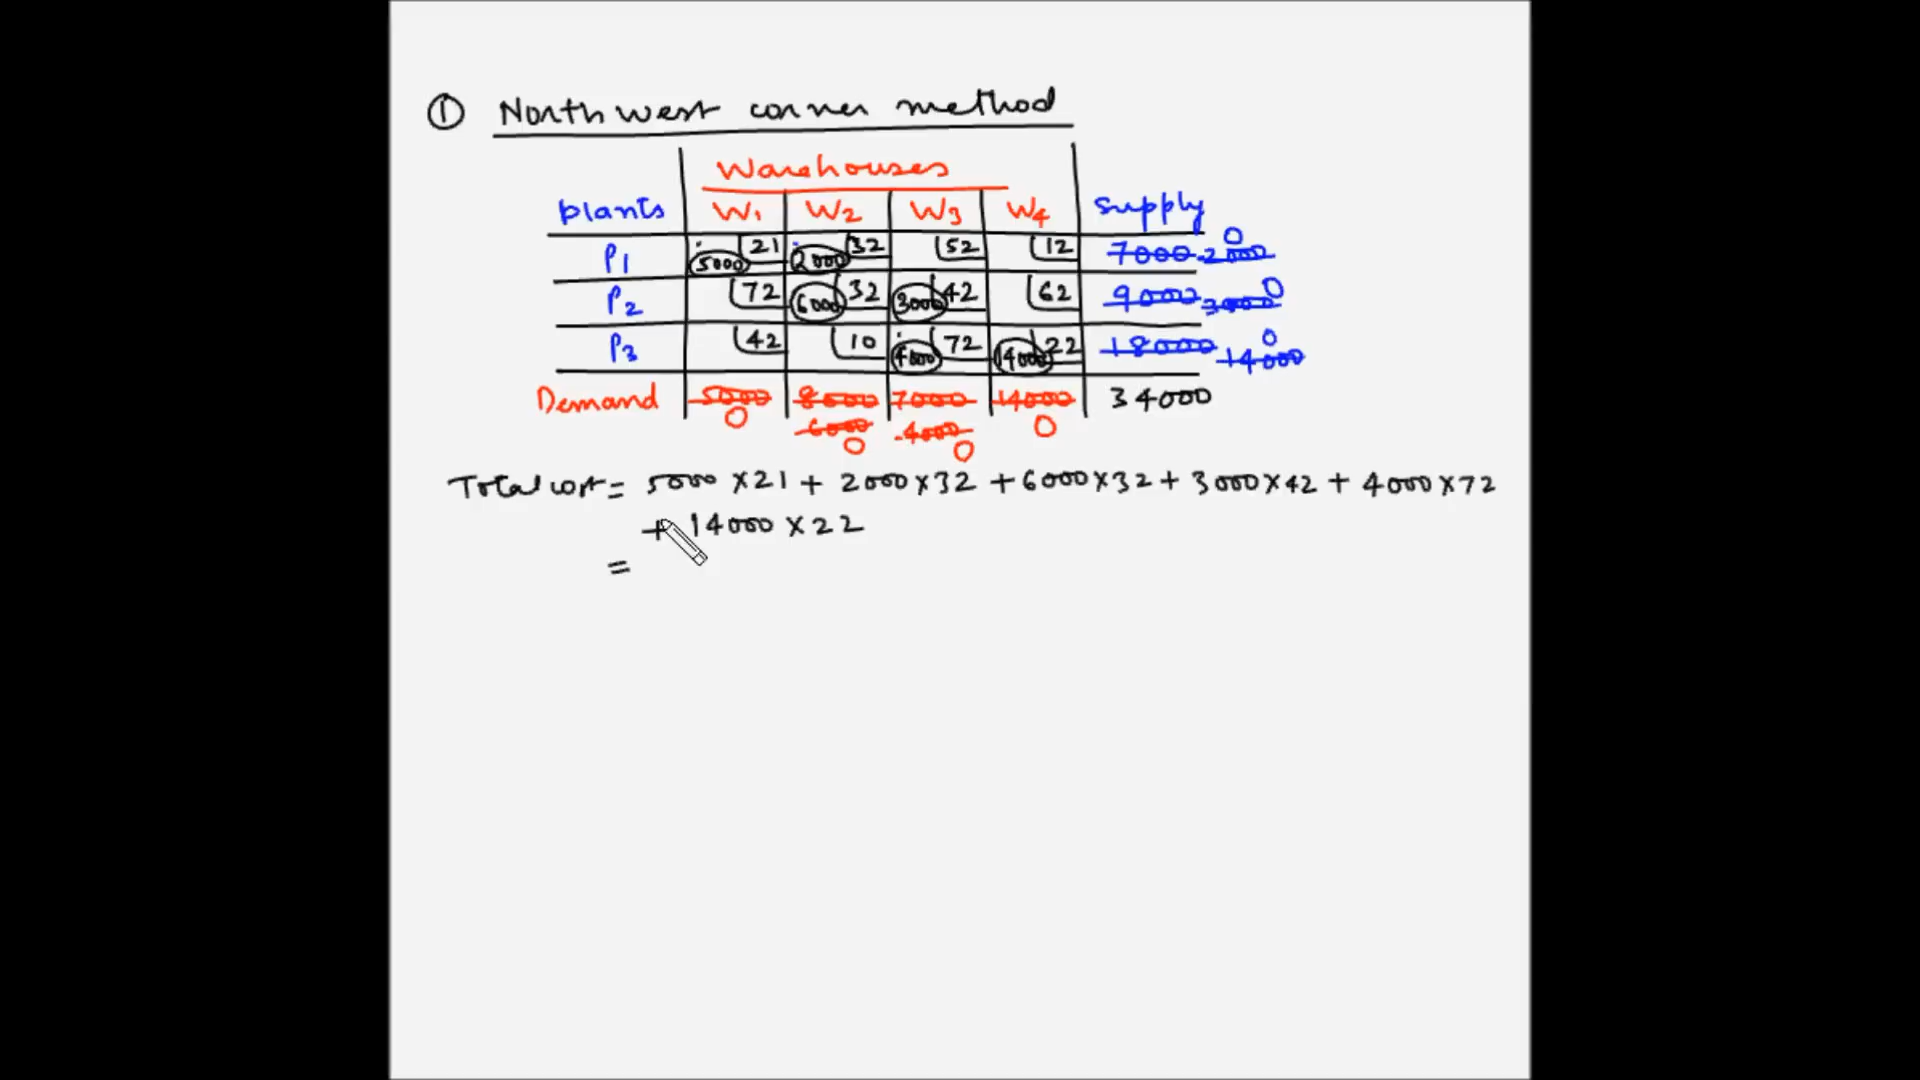 ① North west corner method
Warehouses
plants W1 W2 W3 W4 Supply
P1 5000 21 2000 32 52 12 7000 2000 0
P2 72 6000 32 3000 42 62 9000 3000 0
P3 42 10 4000 72 14000 22 18000 14000 0
Demand 5000 8000 7000 14000 34000
0 6000 4000 0
0 0
Total cost = 5000 × 21 + 2000 × 32 + 6000 × 32 + 3000 × 42 + 4000 × 72
+ 14000 × 22
=